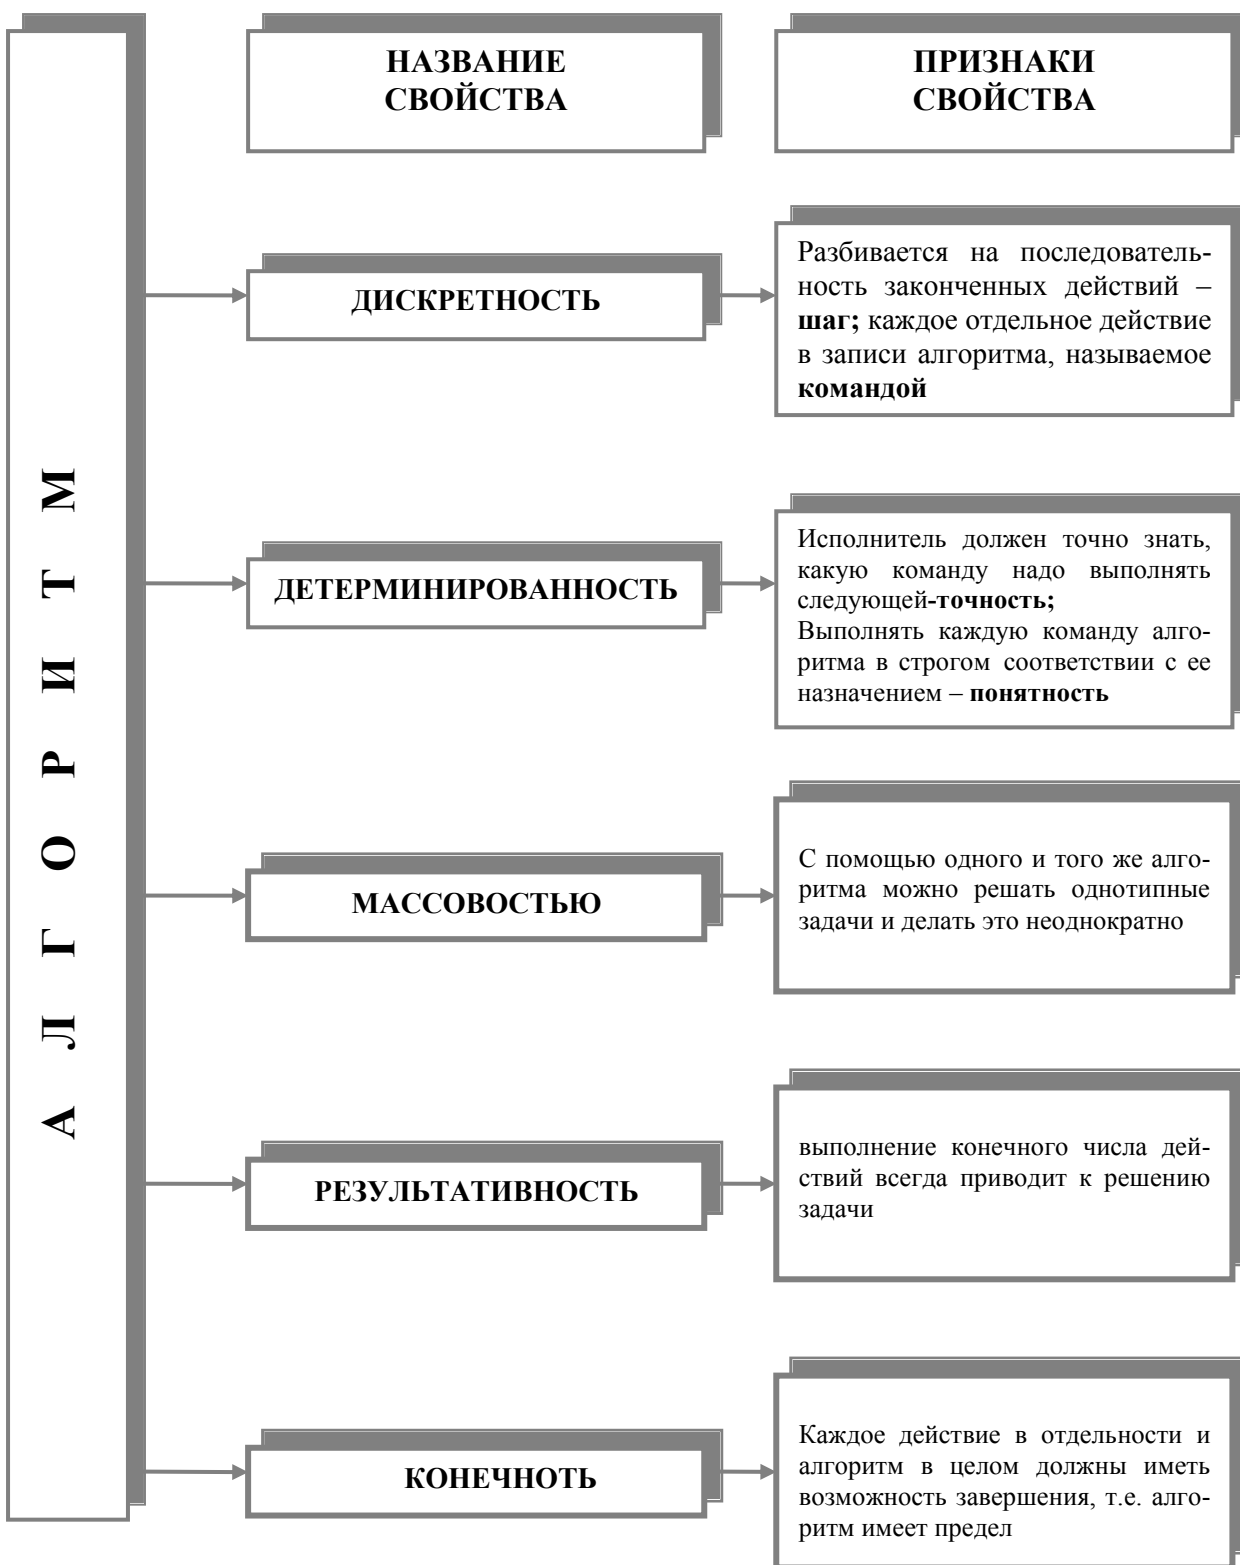 АЛГОРИТМ
НАЗВАНИЕ
СВОЙСТВА
ПРИЗНАКИ
СВОЙСТВА
ДИСКРЕТНОСТЬ
Разбивается на последователь-
ность законченных действий –
шаг; каждое отдельное действие
в записи алгоритма, называемое
командой
ДЕТЕРМИНИРОВАННОСТЬ
Исполнитель должен точно знать,
какую команду надо выполнять
следующей-точность;
Выполнять каждую команду алго-
ритма в строгом соответствии с ее
назначением – понятность
МАССОВОСТЬЮ
С помощью одного и того же алго-
ритма можно решать однотипные
задачи и делать это неоднократно
РЕЗУЛЬТАТИВНОСТЬ
выполнение конечного числа дей-
ствий всегда приводит к решению
задачи
КОНЕЧНОТЬ
Каждое действие в отдельности и
алгоритм в целом должны иметь
возможность завершения, т.е. алго-
ритм имеет предел